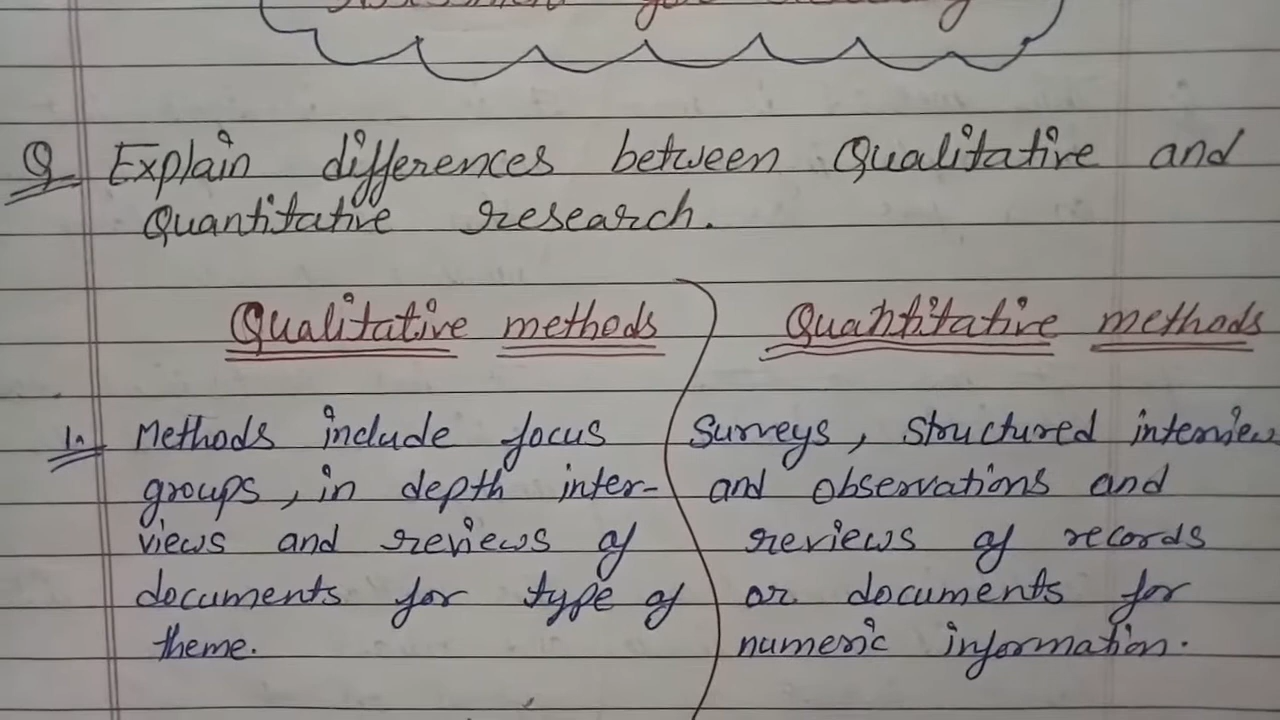 Q Explain differences between Qualitative and
Quantitative research.
Qualitative methods
Quantitative methods
1. Methods include focus
groups, in depth inter-
views and reviews of
documents for type of
theme.
Surveys, structured interview
and observations and
reviews of records
or documents for
numeric information.